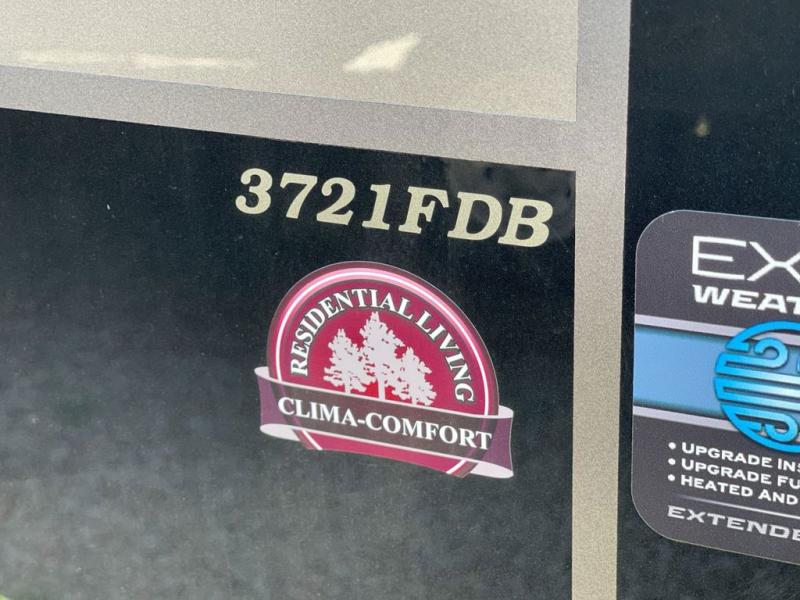 3721FDB
RESIDENTIAL LIVING
CLIMA-COMFORT
EX
WEAT
• UPGRADE INS
• UPGRADE FU
• HEATED AND
EXTENDE